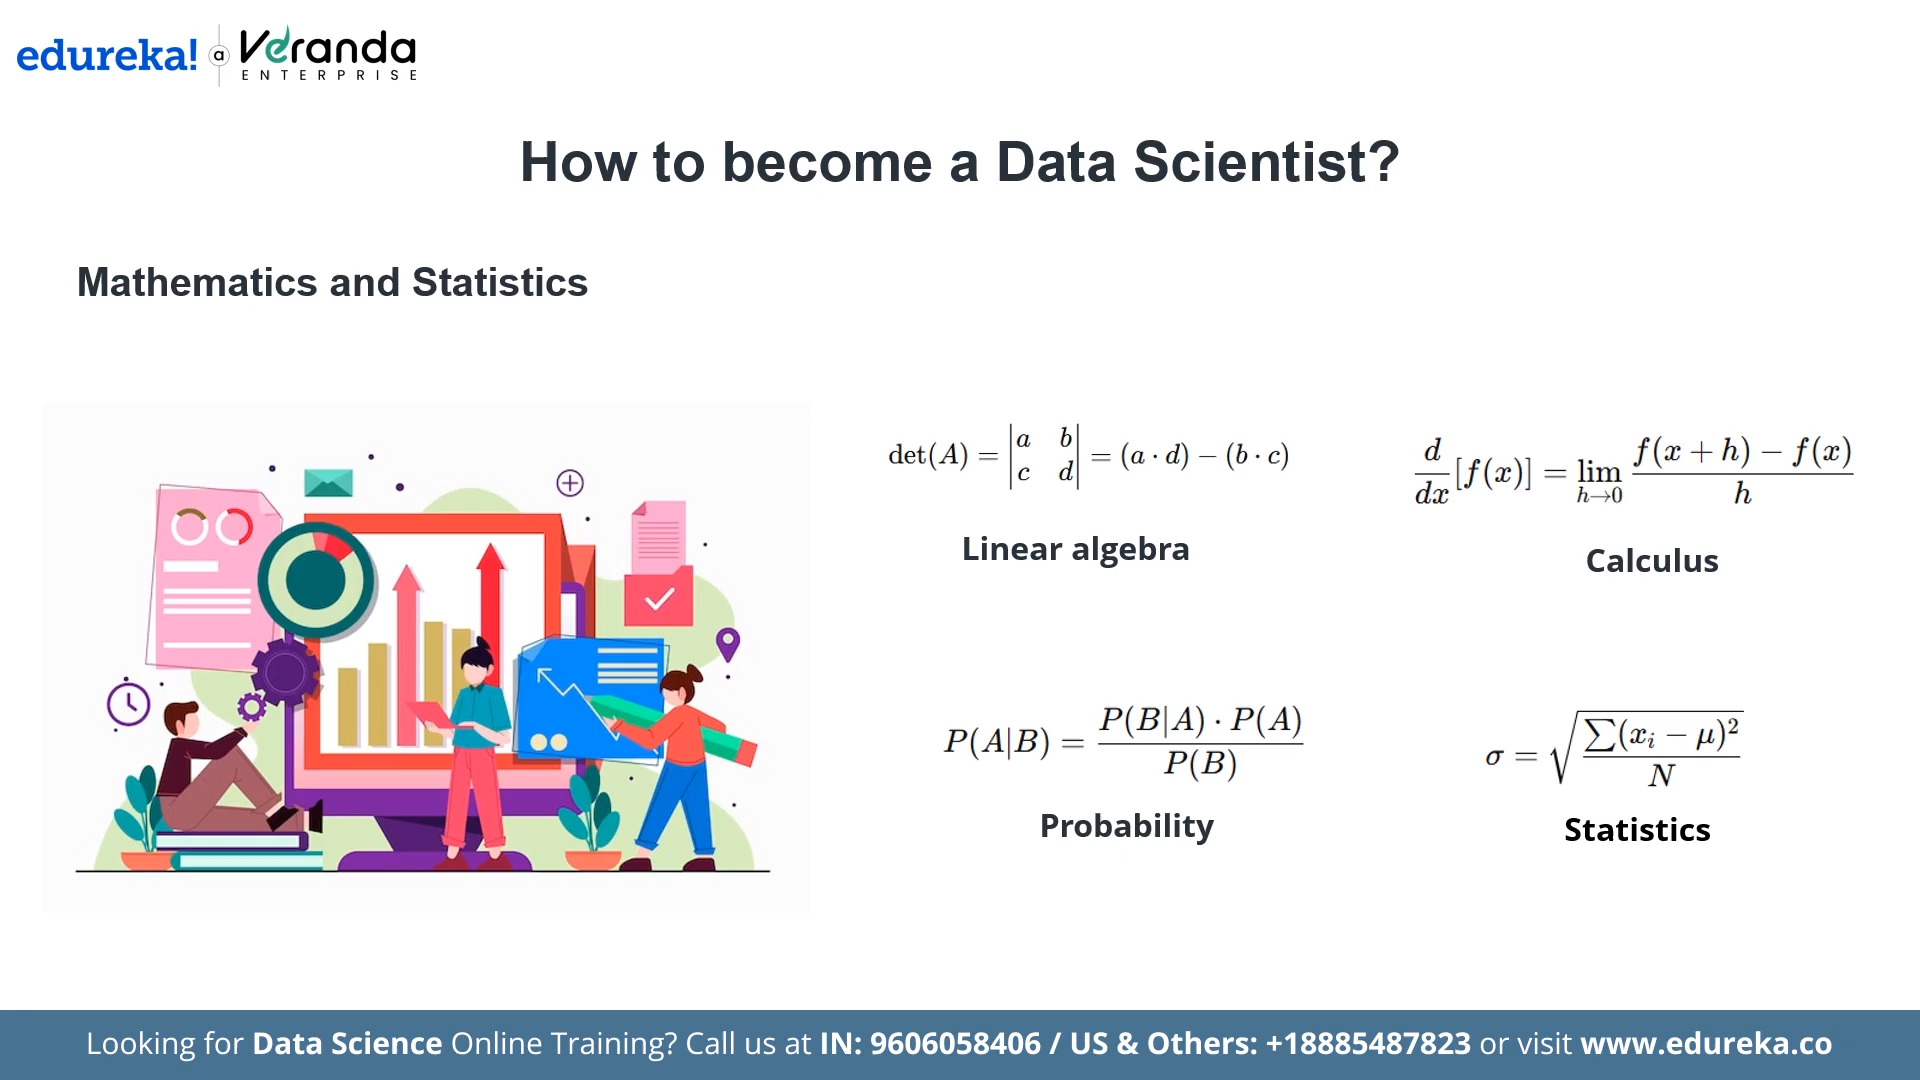 edureka! a Veranda
ENTERPRISE
How to become a Data Scientist?
Mathematics and Statistics
det(A) = |a b; c d| = (a · d) − (b · c)
Linear algebra
d/dx [f(x)] = lim h→0 (f(x + h) − f(x))/h
Calculus
P(A|B) = P(B|A) · P(A) / P(B)
Probability
σ = √(∑(xᵢ − μ)² / N)
Statistics
Looking for Data Science Online Training? Call us at IN: 9606058406 / US & Others: +18885487823 or visit www.edureka.co